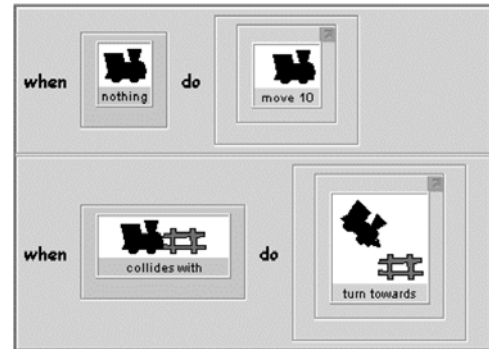 when
nothing
do
move 10
when
collides with
do
turn towards